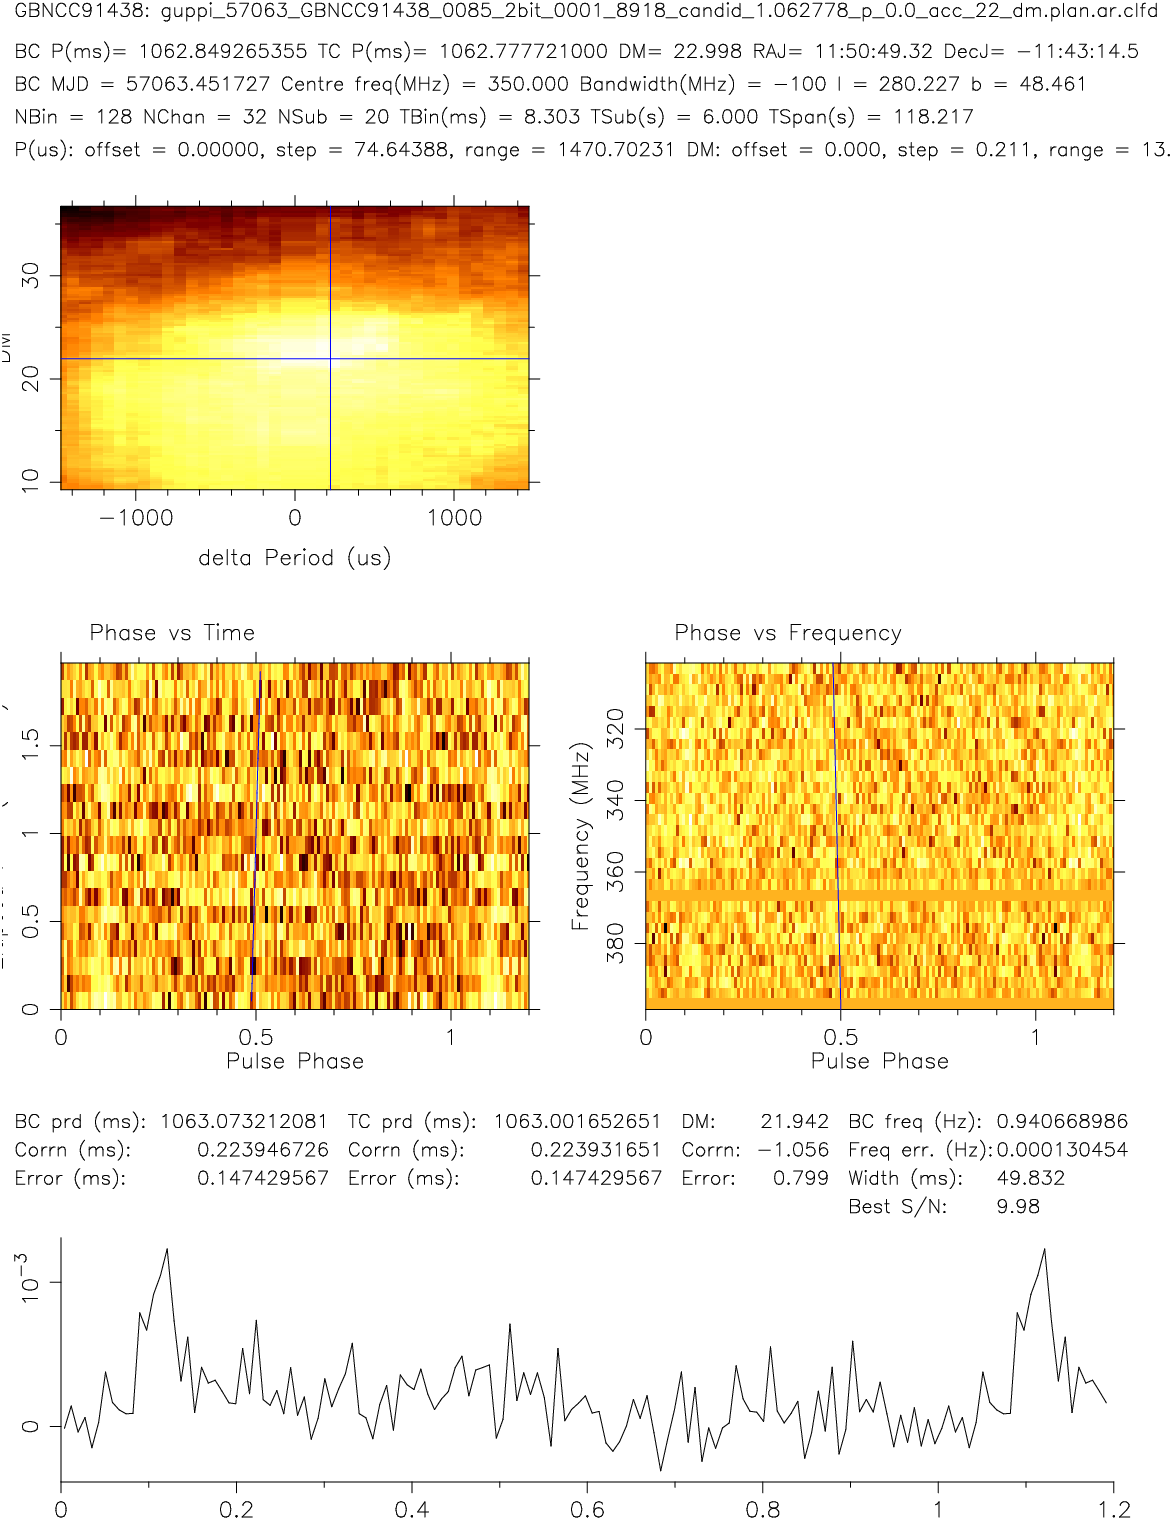 GBNCC91438: guppi_57063_GBNCC91438_0085_2bit_0001_8918_candid_1.062778_p_0.0_acc_22_dm.plan.ar.clfd
BC P(ms)= 1062.849265355 TC P(ms)= 1062.777721000 DM= 22.998 RAJ= 11:50:49.32 DecJ= −11:43:14.5
BC MJD = 57063.451727 Centre freq(MHz) = 350.000 Bandwidth(MHz) = −100 l = 280.227 b = 48.461
NBin = 128 NChan = 32 NSub = 20 TBin(ms) = 8.303 TSub(s) = 6.000 TSpan(s) = 118.217
P(us): offset = 0.00000, step = 74.64388, range = 1470.70231 DM: offset = 0.000, step = 0.211, range = 13.
DM
30
20
10
−1000 0 1000
delta Period (us)
Phase vs Time
1.5
1
0.5
0
0 0.5 1
Pulse Phase
Phase vs Frequency
Frequency (MHz)
320
340
360
380
0 0.5 1
Pulse Phase
BC prd (ms): 1063.073212081 TC prd (ms): 1063.001652651 DM: 21.942 BC freq (Hz): 0.940668986
Corrn (ms): 0.223946726 Corrn (ms): 0.223931651 Corrn: −1.056 Freq err. (Hz): 0.000130454
Error (ms): 0.147429567 Error (ms): 0.147429567 Error: 0.799 Width (ms): 49.832
Best S/N: 9.98
10−3
0
0 0.2 0.4 0.6 0.8 1 1.2